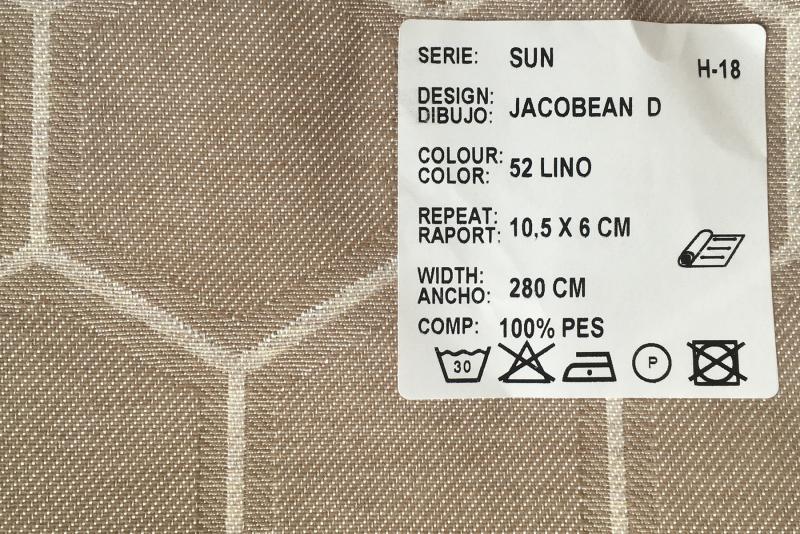 SERIE: SUN
H-18
DESIGN:
DIBUJO: JACOBEAN D
COLOUR:
COLOR: 52 LINO
REPEAT:
RAPORT: 10,5 X 6 CM
WIDTH:
ANCHO: 280 CM
COMP: 100% PES
30 P